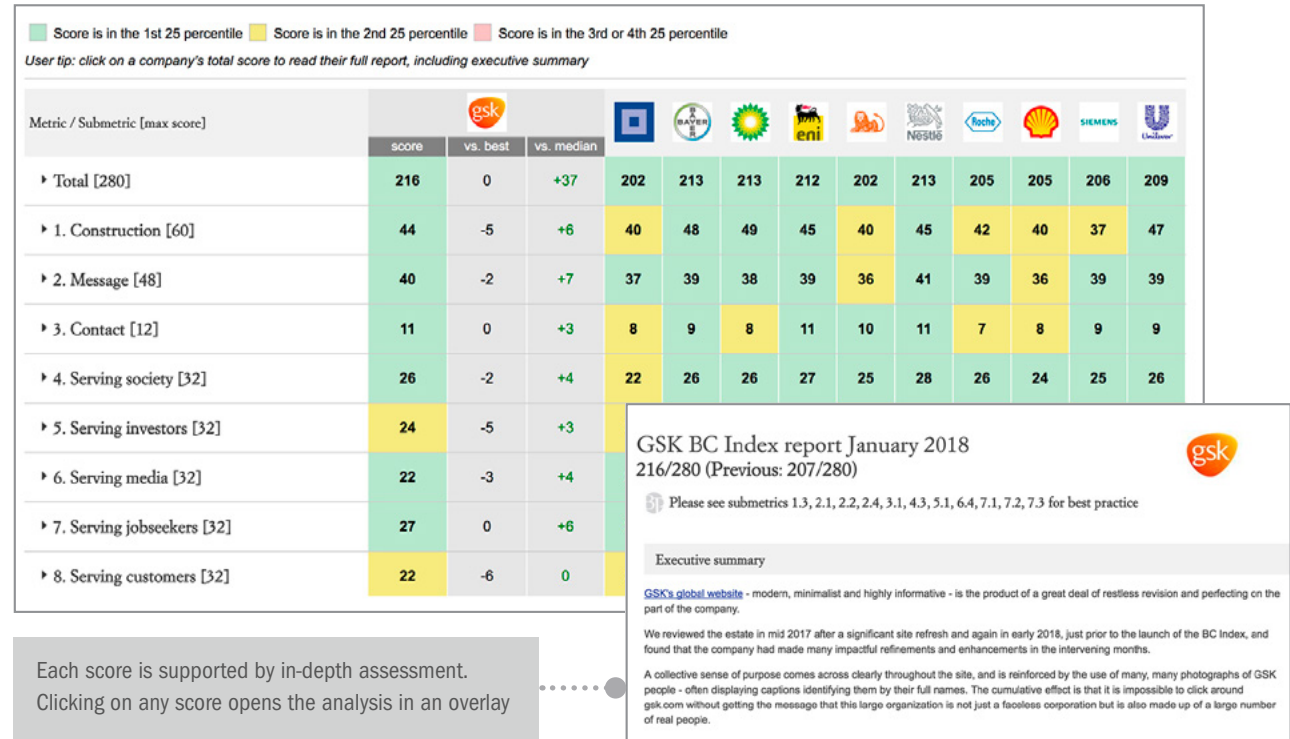 Score is in the 1st 25 percentile Score is in the 2nd 25 percentile Score is in the 3rd or 4th 25 percentile
User tip: click on a company's total score to read their full report, including executive summary
Metric / Submetric [max score]
gsk
BAYER
eni
Nestlé
Roche
SIEMENS
Unilever
score vs. best vs. median
Total [280] 216 0 +37 202 213 213 212 202 213 205 205 206 209
1. Construction [60] 44 -5 +6 40 48 49 45 40 45 42 40 37 47
2. Message [48] 40 -2 +7 37 39 38 39 36 41 39 36 39 39
3. Contact [12] 11 0 +3 8 9 8 11 10 11 7 8 9 9
4. Serving society [32] 26 -2 +4 22 26 26 27 25 28 26 24 25 26
5. Serving investors [32] 24 -5 +3
6. Serving media [32] 22 -3 +4
7. Serving jobseekers [32] 27 0 +6
8. Serving customers [32] 22 -6 0
GSK BC Index report January 2018
216/280 (Previous: 207/280)
gsk
Please see submetrics 1.3, 2.1, 2.2, 2.4, 3.1, 4.3, 5.1, 6.4, 7.1, 7.2, 7.3 for best practice
Executive summary
GSK's global website - modern, minimalist and highly informative - is the product of a great deal of restless revision and perfecting on the
part of the company.
We reviewed the estate in mid 2017 after a significant site refresh and again in early 2018, just prior to the launch of the BC Index, and
found that the company had made many impactful refinements and enhancements in the intervening months.
A collective sense of purpose comes across clearly throughout the site, and is reinforced by the use of many, many photographs of GSK
people - often displaying captions identifying them by their full names. The cumulative effect is that it is impossible to click around
gsk.com without getting the message that this large organization is not just a faceless corporation but is also made up of a large number
of real people.
Each score is supported by in-depth assessment.
Clicking on any score opens the analysis in an overlay